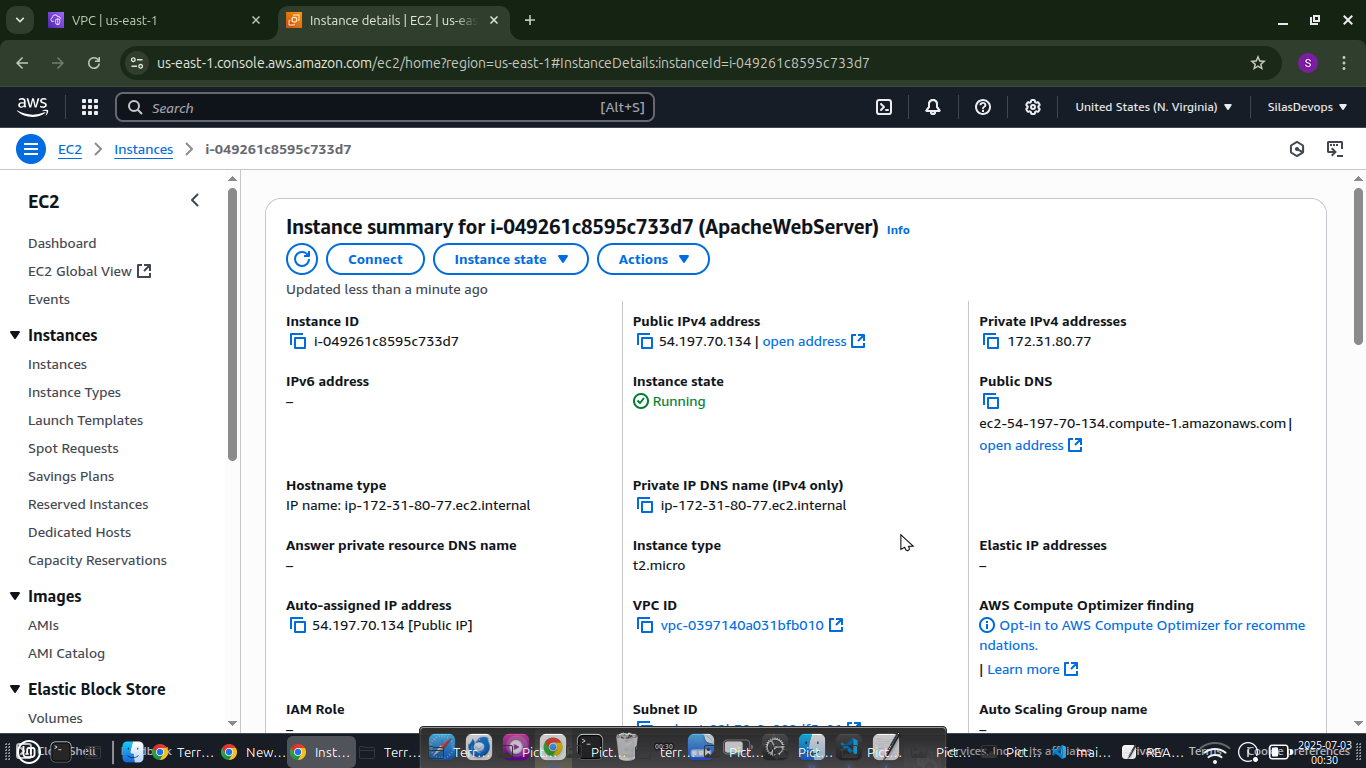 VPC | us-east-1
Instance details | EC2 | us-eas
us-east-1.console.aws.amazon.com/ec2/home?region=us-east-1#InstanceDetails:instanceId=i-049261c8595c733d7
S
aws
Search [Alt+S]
United States (N. Virginia)
SilasDevops
EC2 Instances i-049261c8595c733d7
EC2
Dashboard
EC2 Global View
Events
Instances
Instances
Instance Types
Launch Templates
Spot Requests
Savings Plans
Reserved Instances
Dedicated Hosts
Capacity Reservations
Images
AMIs
AMI Catalog
Elastic Block Store
Volumes
Instance summary for i-049261c8595c733d7 (ApacheWebServer) Info
Connect
Instance state
Actions
Updated less than a minute ago
Instance ID
i-049261c8595c733d7
Public IPv4 address
54.197.70.134 | open address
Private IPv4 addresses
172.31.80.77
IPv6 address
–
Instance state
Running
Public DNS
ec2-54-197-70-134.compute-1.amazonaws.com |
open address
Hostname type
IP name: ip-172-31-80-77.ec2.internal
Private IP DNS name (IPv4 only)
ip-172-31-80-77.ec2.internal
Answer private resource DNS name
–
Instance type
t2.micro
Elastic IP addresses
–
Auto-assigned IP address
54.197.70.134 [Public IP]
VPC ID
vpc-0397140a031bfb010
AWS Compute Optimizer finding
Opt-in to AWS Compute Optimizer for recomme
ndations.
| Learn more
IAM Role
–
Subnet ID
Auto Scaling Group name
–
Terr...
New...
Inst...
Terr...
Pict...
Pict...
Pict...
Pict...
mai...
REA...
2025-07-03
00:30